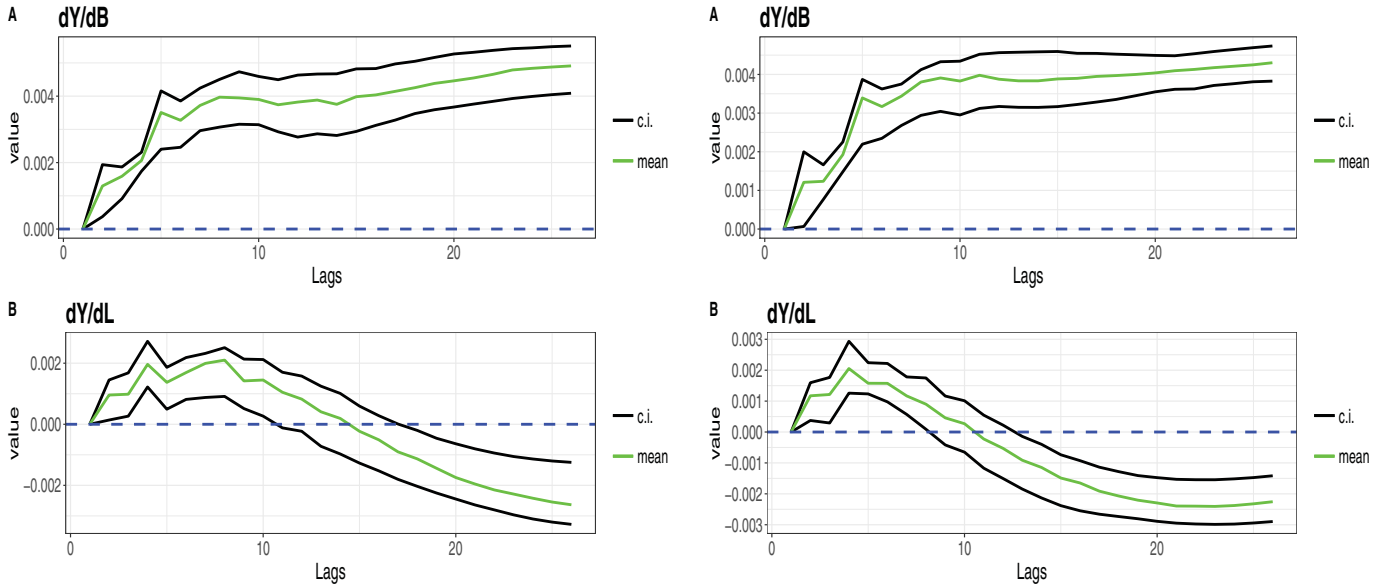 A dY/dB
value
0.004
0.002
0.000
0 10 20
Lags
c.i.
mean
A dY/dB
value
0.004
0.003
0.002
0.001
0.000
0 10 20
Lags
c.i.
mean
B dY/dL
value
0.002
0.000
−0.002
0 10 20
Lags
c.i.
mean
B dY/dL
value
0.003
0.002
0.001
0.000
−0.001
−0.002
−0.003
0 10 20
Lags
c.i.
mean